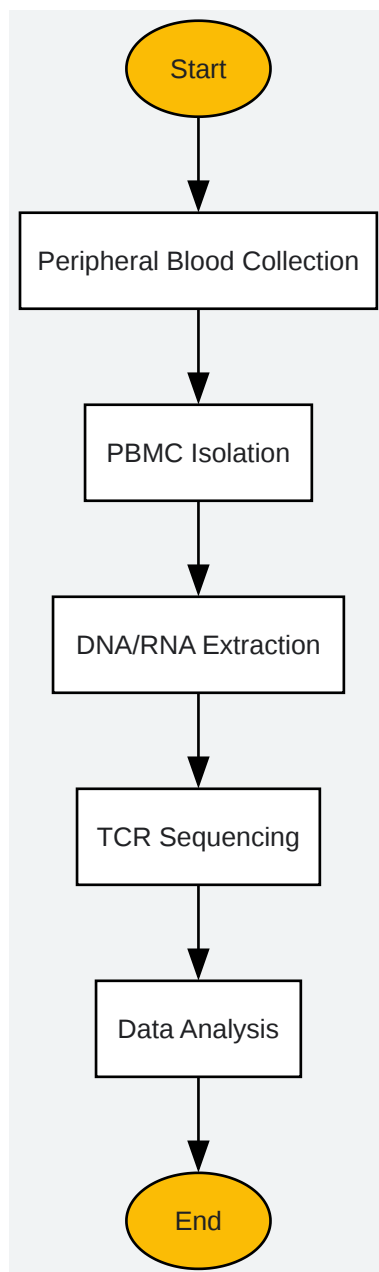 Start
Peripheral Blood Collection
PBMC Isolation
DNA/RNA Extraction
TCR Sequencing
Data Analysis
End